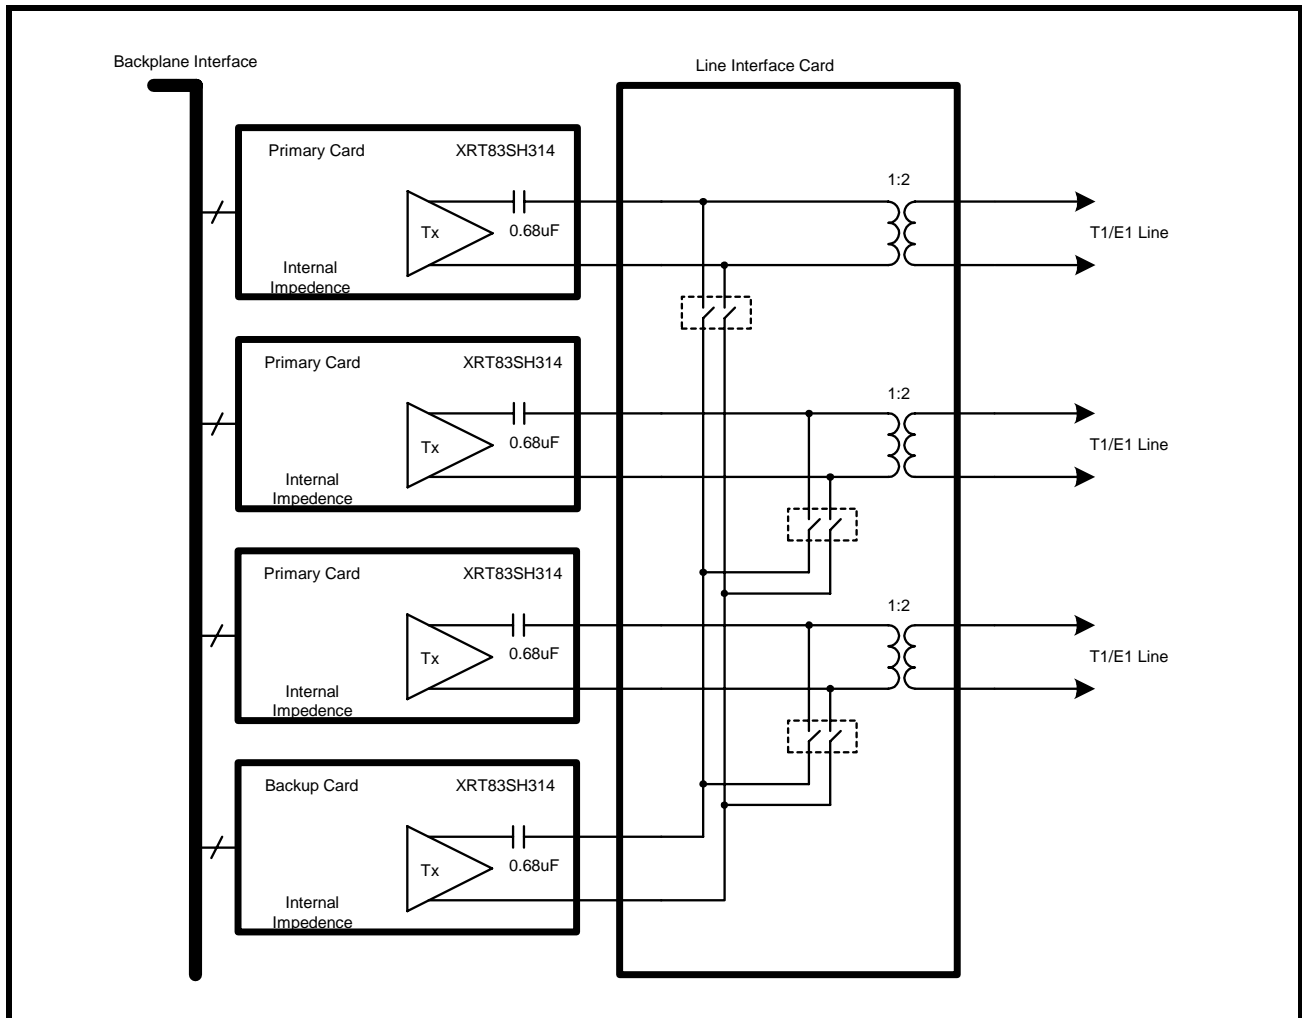 Backplane Interface
Line Interface Card
Primary Card XRT83SH314
1:2
Tx
0.68uF
T1/E1 Line
Internal
Impedence
Primary Card XRT83SH314
1:2
Tx
0.68uF
T1/E1 Line
Internal
Impedence
Primary Card XRT83SH314
1:2
Tx
0.68uF
T1/E1 Line
Internal
Impedence
Backup Card XRT83SH314
Tx
0.68uF
Internal
Impedence